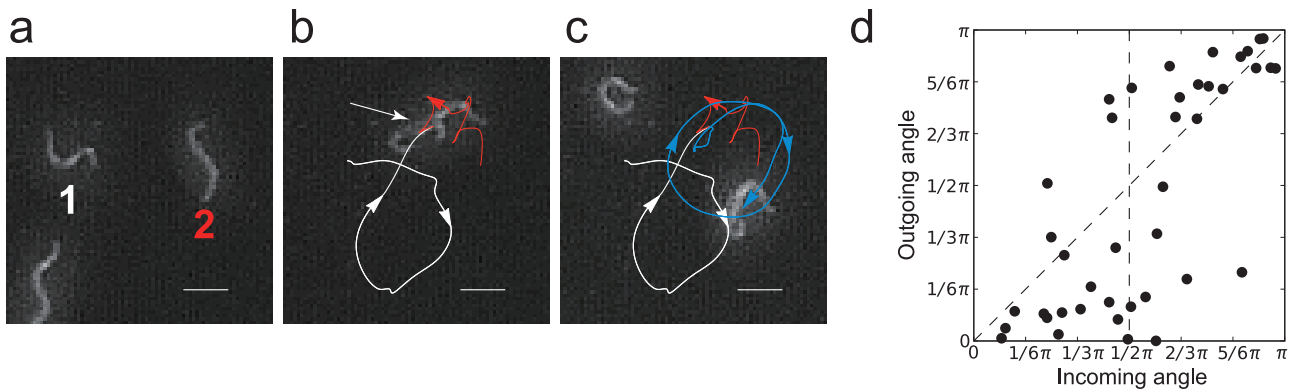 a
b
c
d
1
2
Outgoing angle
π
5/6π
2/3π
1/2π
1/3π
1/6π
0
0
1/6π
1/3π
1/2π
2/3π
5/6π
π
Incoming angle